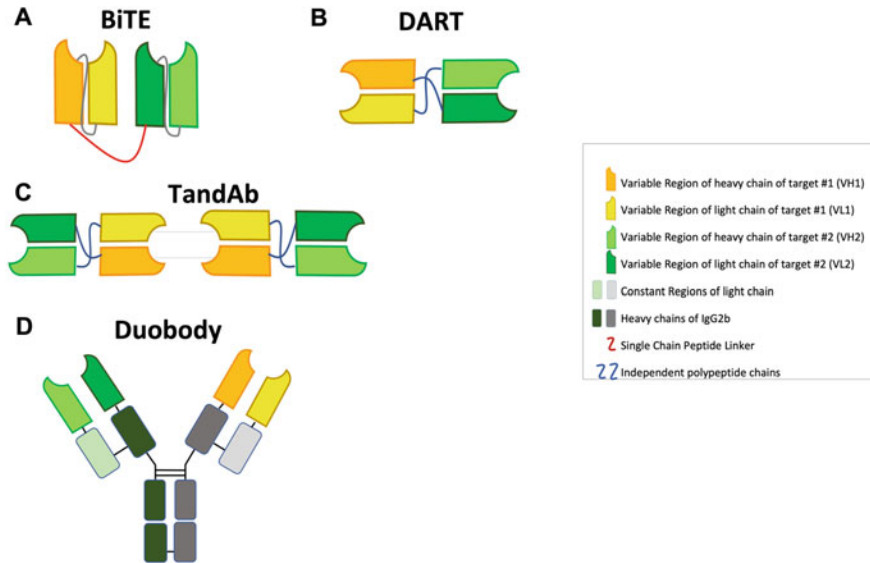 A
BiTE
B
DART
C
TandAb
D
Duobody
Variable Region of heavy chain of target #1 (VH1)
Variable Region of light chain of target #1 (VL1)
Variable Region of heavy chain of target #2 (VH2)
Variable Region of light chain of target #2 (VL2)
Constant Regions of light chain
Heavy chains of IgG2b
Single Chain Peptide Linker
Independent polypeptide chains